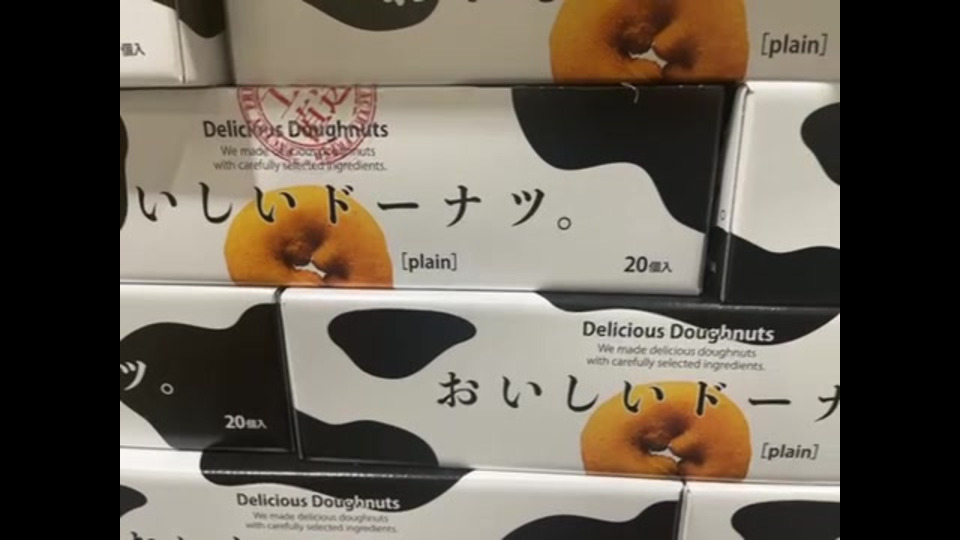 個入
[plain]
Delicious Doughnuts
We made delicious doughnuts
with carefully selected ingredients.
いしいドーナツ。
[plain]
20個入
Delicious Doughnuts
We made delicious doughnuts
with carefully selected ingredients.
ツ。
おいしいドーナ
20個入
[plain]
Delicious Doughnuts
We made delicious doughnuts
with carefully selected ingredients.